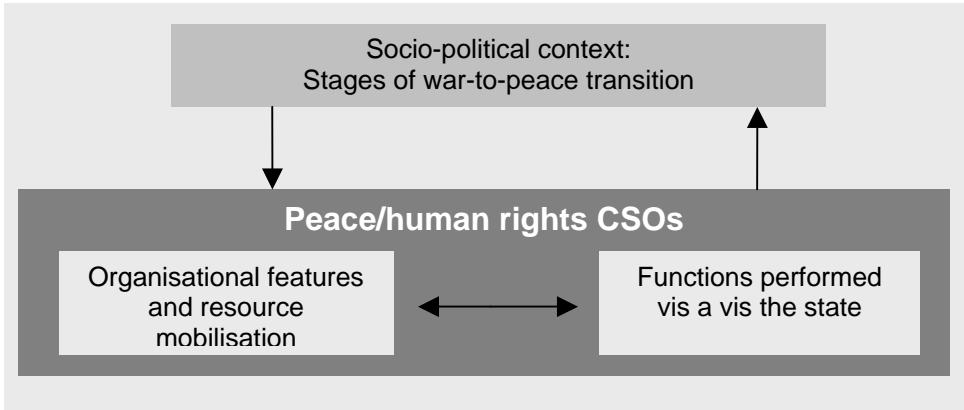 Socio-political context:
Stages of war-to-peace transition
Peace/human rights CSOs
Organisational features
and resource
mobilisation
Functions performed
vis a vis the state